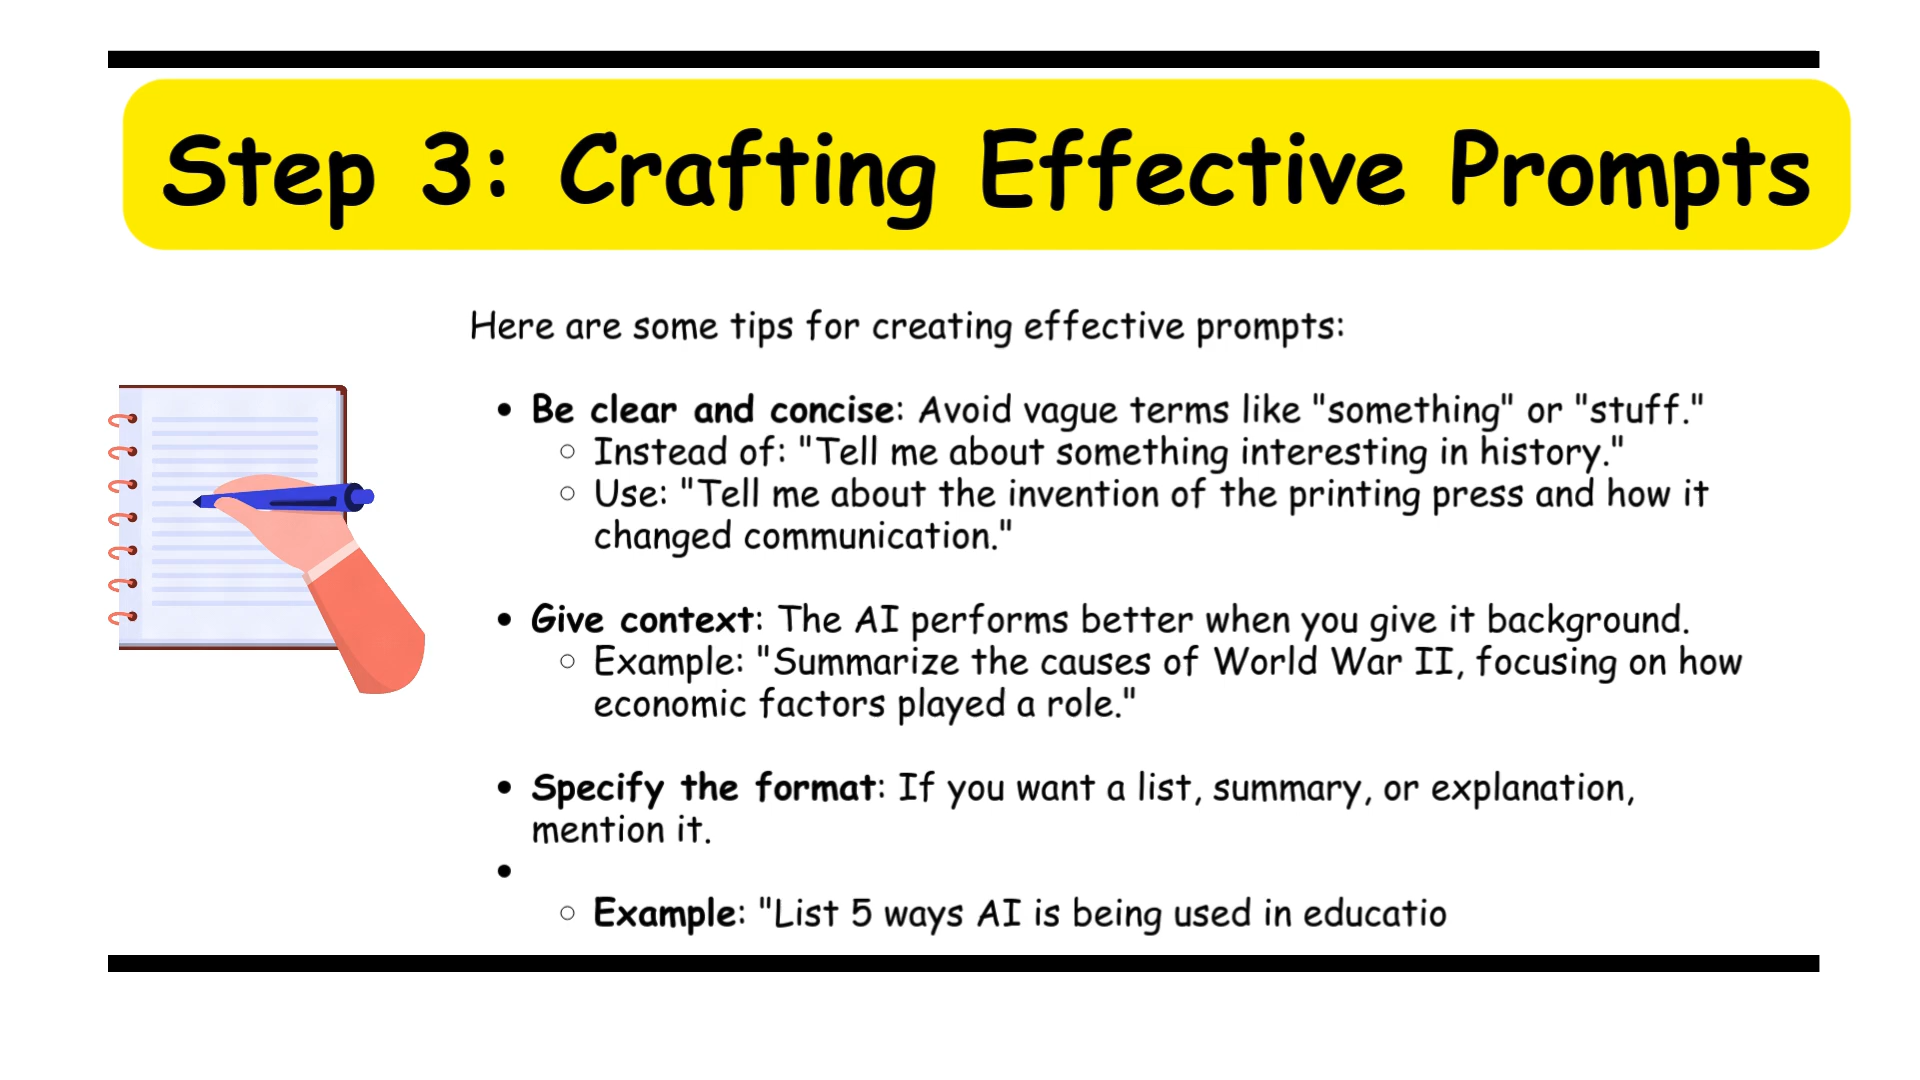 Step 3: Crafting Effective Prompts
Here are some tips for creating effective prompts:
• Be clear and concise: Avoid vague terms like "something" or "stuff."
○ Instead of: "Tell me about something interesting in history."
○ Use: "Tell me about the invention of the printing press and how it
changed communication."
• Give context: The AI performs better when you give it background.
○ Example: "Summarize the causes of World War II, focusing on how
economic factors played a role."
• Specify the format: If you want a list, summary, or explanation,
mention it.
•
○ Example: "List 5 ways AI is being used in educatio